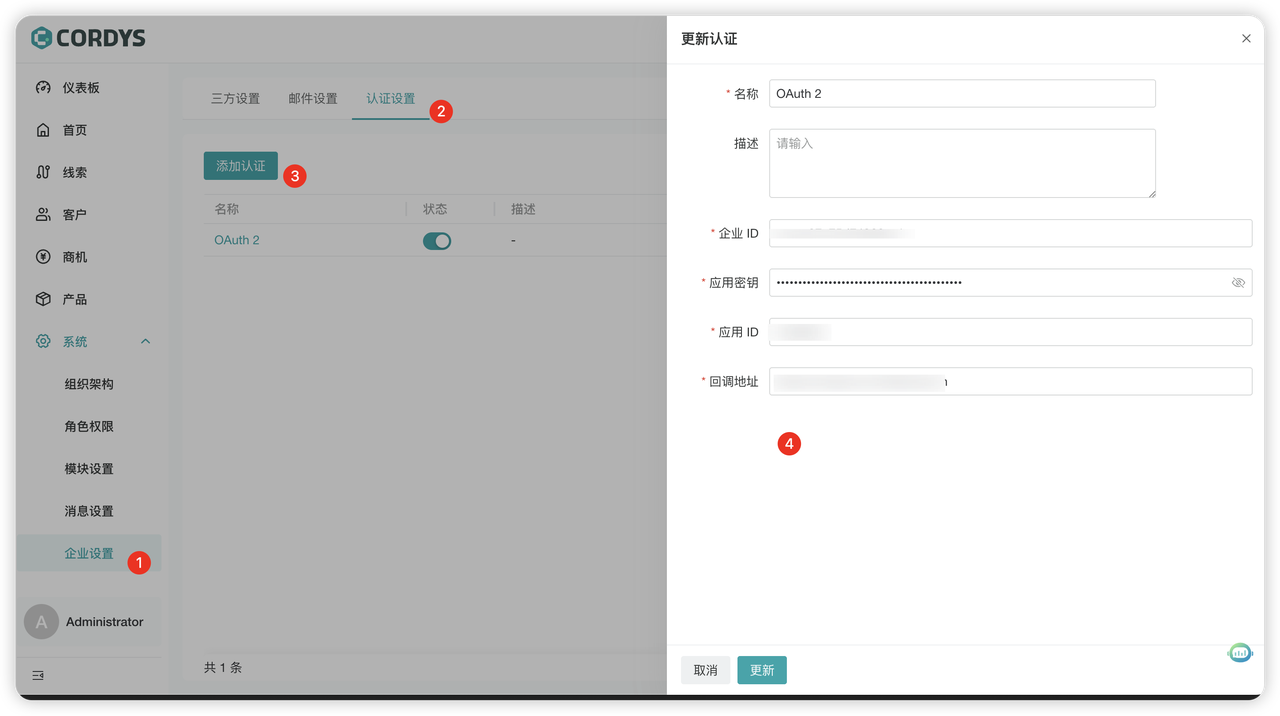 CORDYS
仪表板
首页
线索
客户
商机
产品
系统
组织架构
角色权限
模块设置
消息设置
企业设置
1
A
Administrator
三方设置 邮件设置 认证设置
2
添加认证
3
名称 状态 描述
OAuth 2 -
共 1 条
更新认证
* 名称 OAuth 2
描述 请输入
* 企业 ID
* 应用密钥 ••••••••••••••••••••••••••••••••••••••••••
* 应用 ID
* 回调地址
4
取消 更新